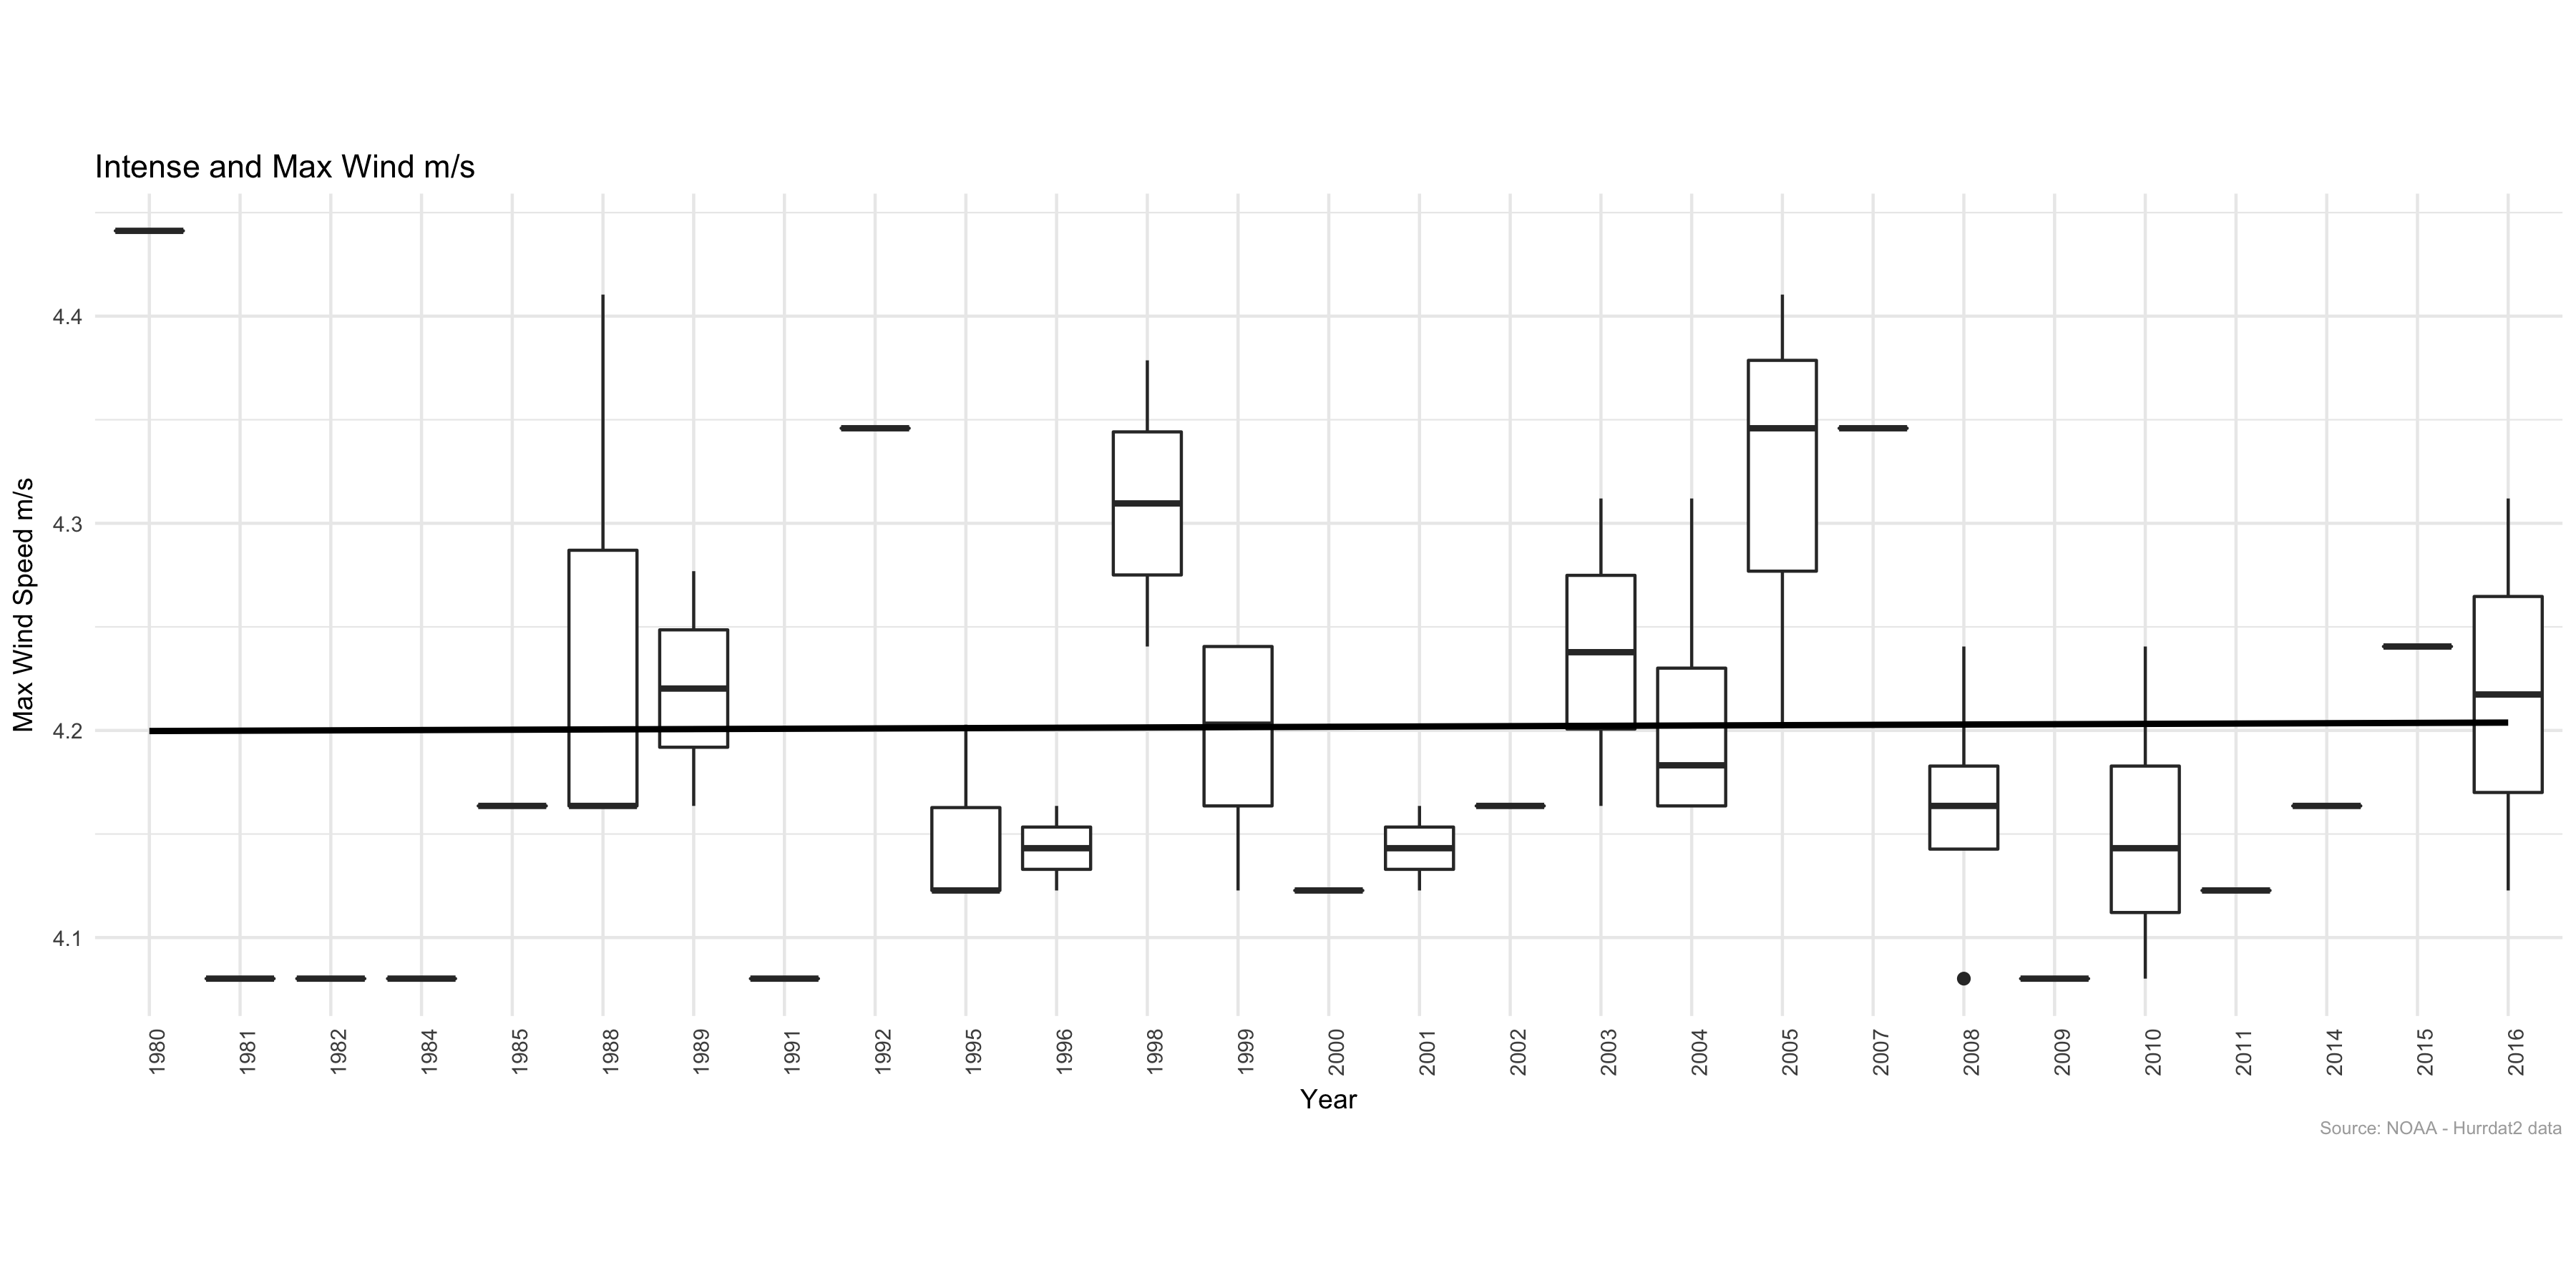 Intense and Max Wind m/s
Max Wind Speed m/s
4.4
4.3
4.2
4.1
1980 1981 1982 1984 1985 1988 1989 1991 1992 1995 1996 1998 1999 2000 2001 2002 2003 2004 2005 2007 2008 2009 2010 2011 2014 2015 2016
Year
Source: NOAA - Hurrdat2 data